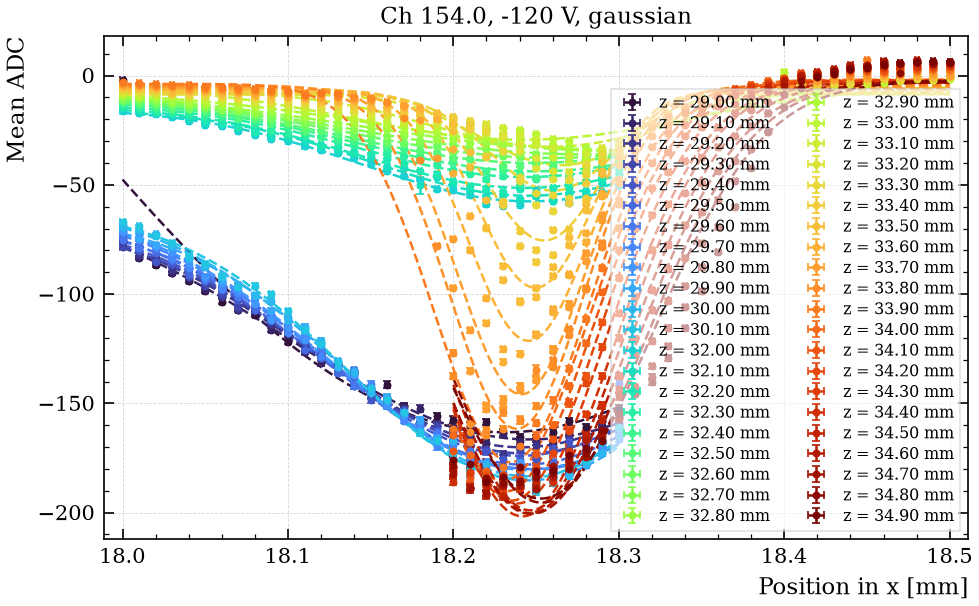 Ch 154.0, -120 V, gaussian
Mean ADC
0
−50
−100
−150
−200
18.0
18.1
18.2
18.3
18.4
18.5
Position in x [mm]
z = 29.00 mm
z = 29.10 mm
z = 29.20 mm
z = 29.30 mm
z = 29.40 mm
z = 29.50 mm
z = 29.60 mm
z = 29.70 mm
z = 29.80 mm
z = 29.90 mm
z = 30.00 mm
z = 30.10 mm
z = 32.00 mm
z = 32.10 mm
z = 32.20 mm
z = 32.30 mm
z = 32.40 mm
z = 32.50 mm
z = 32.60 mm
z = 32.70 mm
z = 32.80 mm
z = 32.90 mm
z = 33.00 mm
z = 33.10 mm
z = 33.20 mm
z = 33.30 mm
z = 33.40 mm
z = 33.50 mm
z = 33.60 mm
z = 33.70 mm
z = 33.80 mm
z = 33.90 mm
z = 34.00 mm
z = 34.10 mm
z = 34.20 mm
z = 34.30 mm
z = 34.40 mm
z = 34.50 mm
z = 34.60 mm
z = 34.70 mm
z = 34.80 mm
z = 34.90 mm